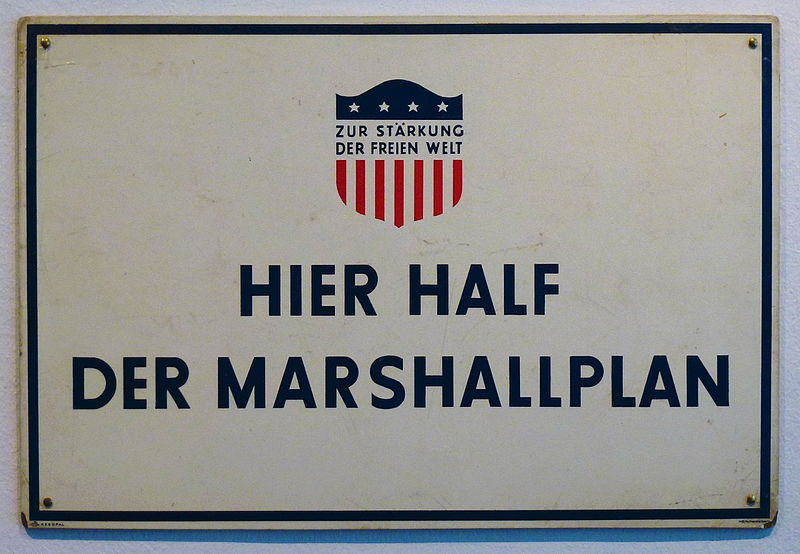 ZUR STÄRKUNG
DER FREIEN WELT
HIER HALF
DER MARSHALLPLAN